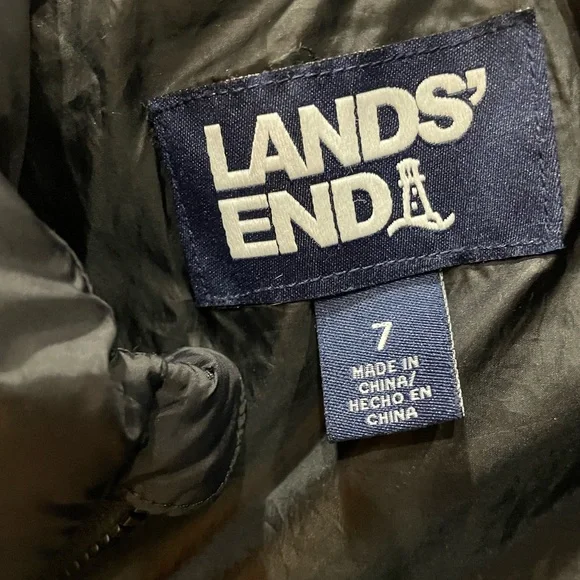 LANDS'
END
7
MADE IN
CHINA/
HECHO EN
CHINA